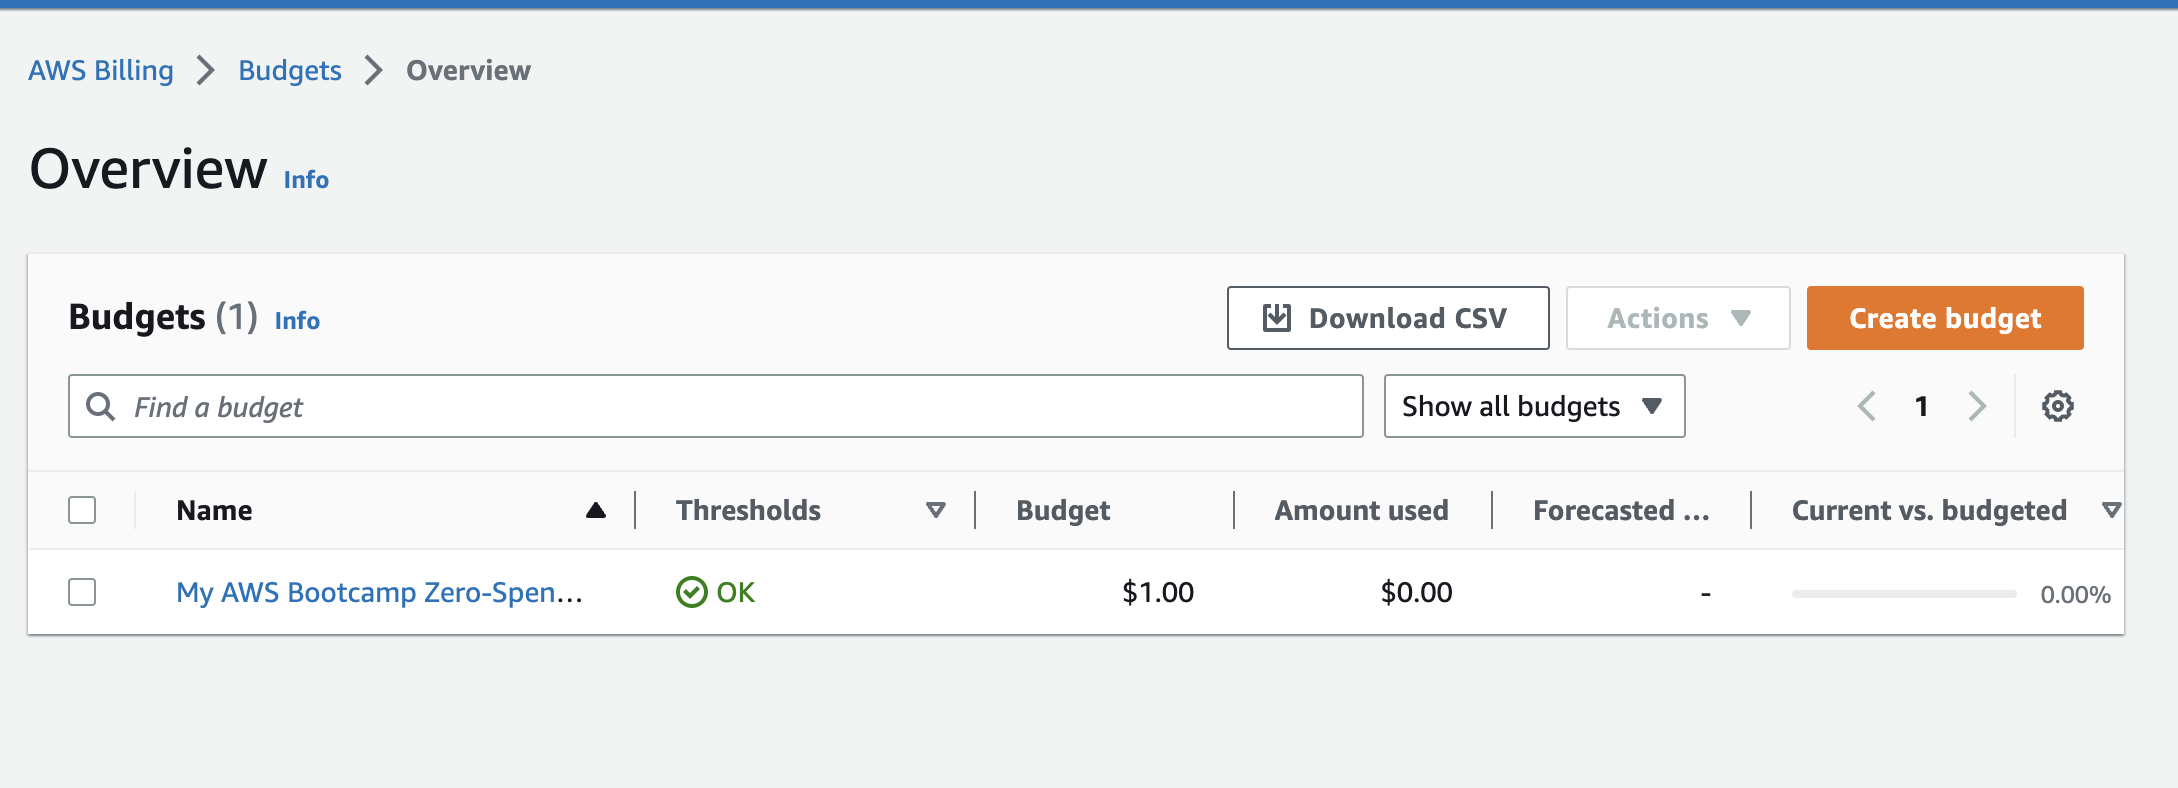 AWS Billing > Budgets > Overview
Overview Info
Budgets (1) Info
Download CSV
Actions
Create budget
Find a budget
Show all budgets
1
Name Thresholds Budget Amount used Forecasted ... Current vs. budgeted
My AWS Bootcamp Zero-Spen... OK $1.00 $0.00 - 0.00%